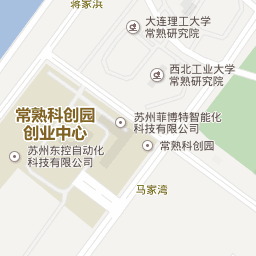 蒋家浜
大连理工大学
常熟研究院
西北工业大学
常熟研究院
常熟科创园
创业中心
苏州菲博特智能化
科技有限公司
常熟科创园
苏州东控自动化
科技有限公司
马家湾